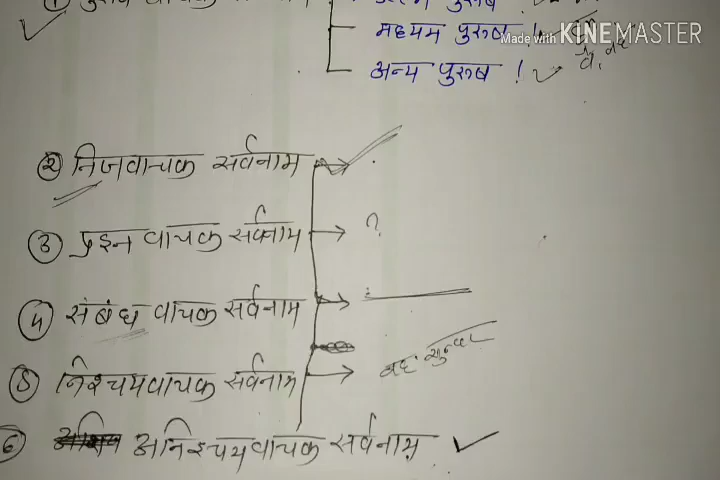 मध्यम पुरुष !
Made with KINEMASTER
अन्य पुरुष !
② निजवाचक सर्वनाम
③ प्रश्न वाचक सर्वनाम ?
④ संबंध वाचक सर्वनाम
⑤ निश्चयवाचक सर्वनाम
⑥ अनिश्चयवाचक सर्वनाम